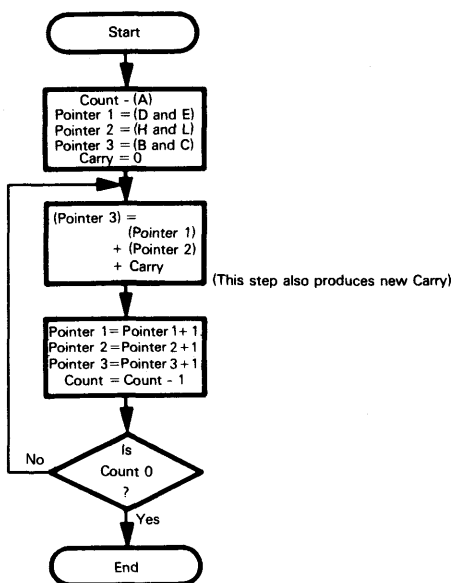 Start
Count - (A)
Pointer 1 = (D and E)
Pointer 2 = (H and L)
Pointer 3 = (B and C)
Carry = 0
(Pointer 3) =
(Pointer 1)
+ (Pointer 2)
+ Carry
(This step also produces new Carry)
Pointer 1 = Pointer 1 + 1
Pointer 2 = Pointer 2 + 1
Pointer 3 = Pointer 3 + 1
Count = Count - 1
Is
No
Count 0
?
Yes
End